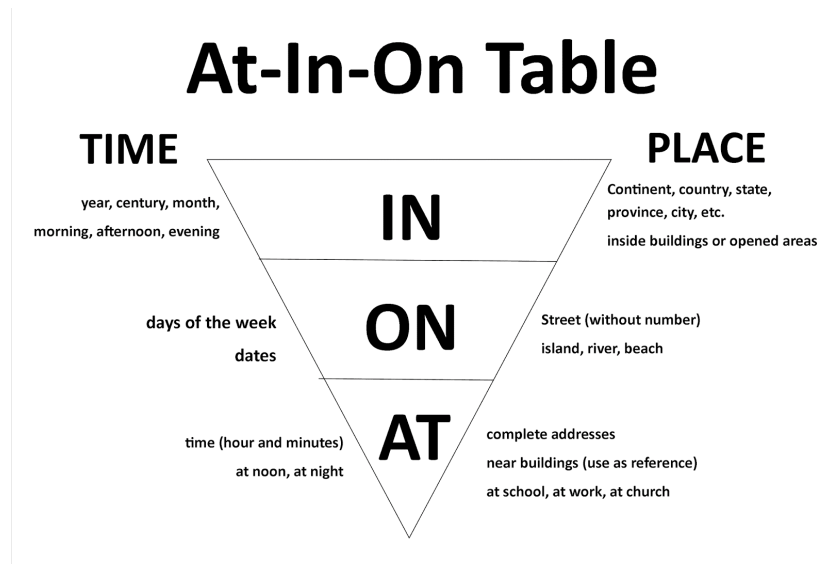 At-In-On Table
TIME
PLACE
IN
year, century, month,
morning, afternoon, evening
Continent, country, state,
province, city, etc.
inside buildings or opened areas
ON
days of the week
dates
Street (without number)
island, river, beach
AT
time (hour and minutes)
at noon, at night
complete addresses
near buildings (use as reference)
at school, at work, at church